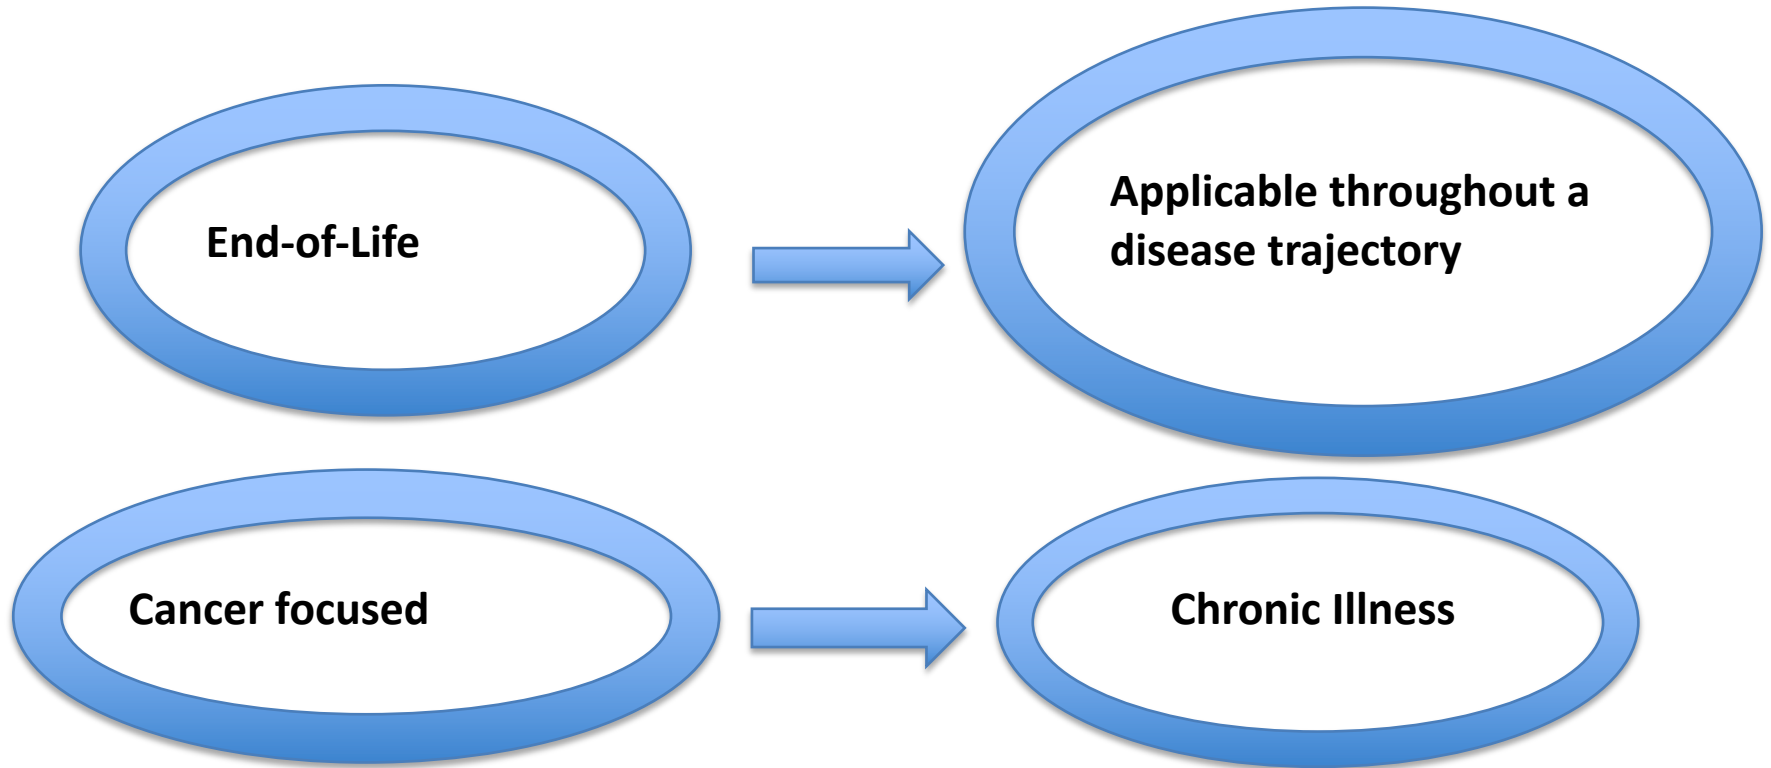 End-of-Life
Applicable throughout a
disease trajectory
Cancer focused
Chronic Illness